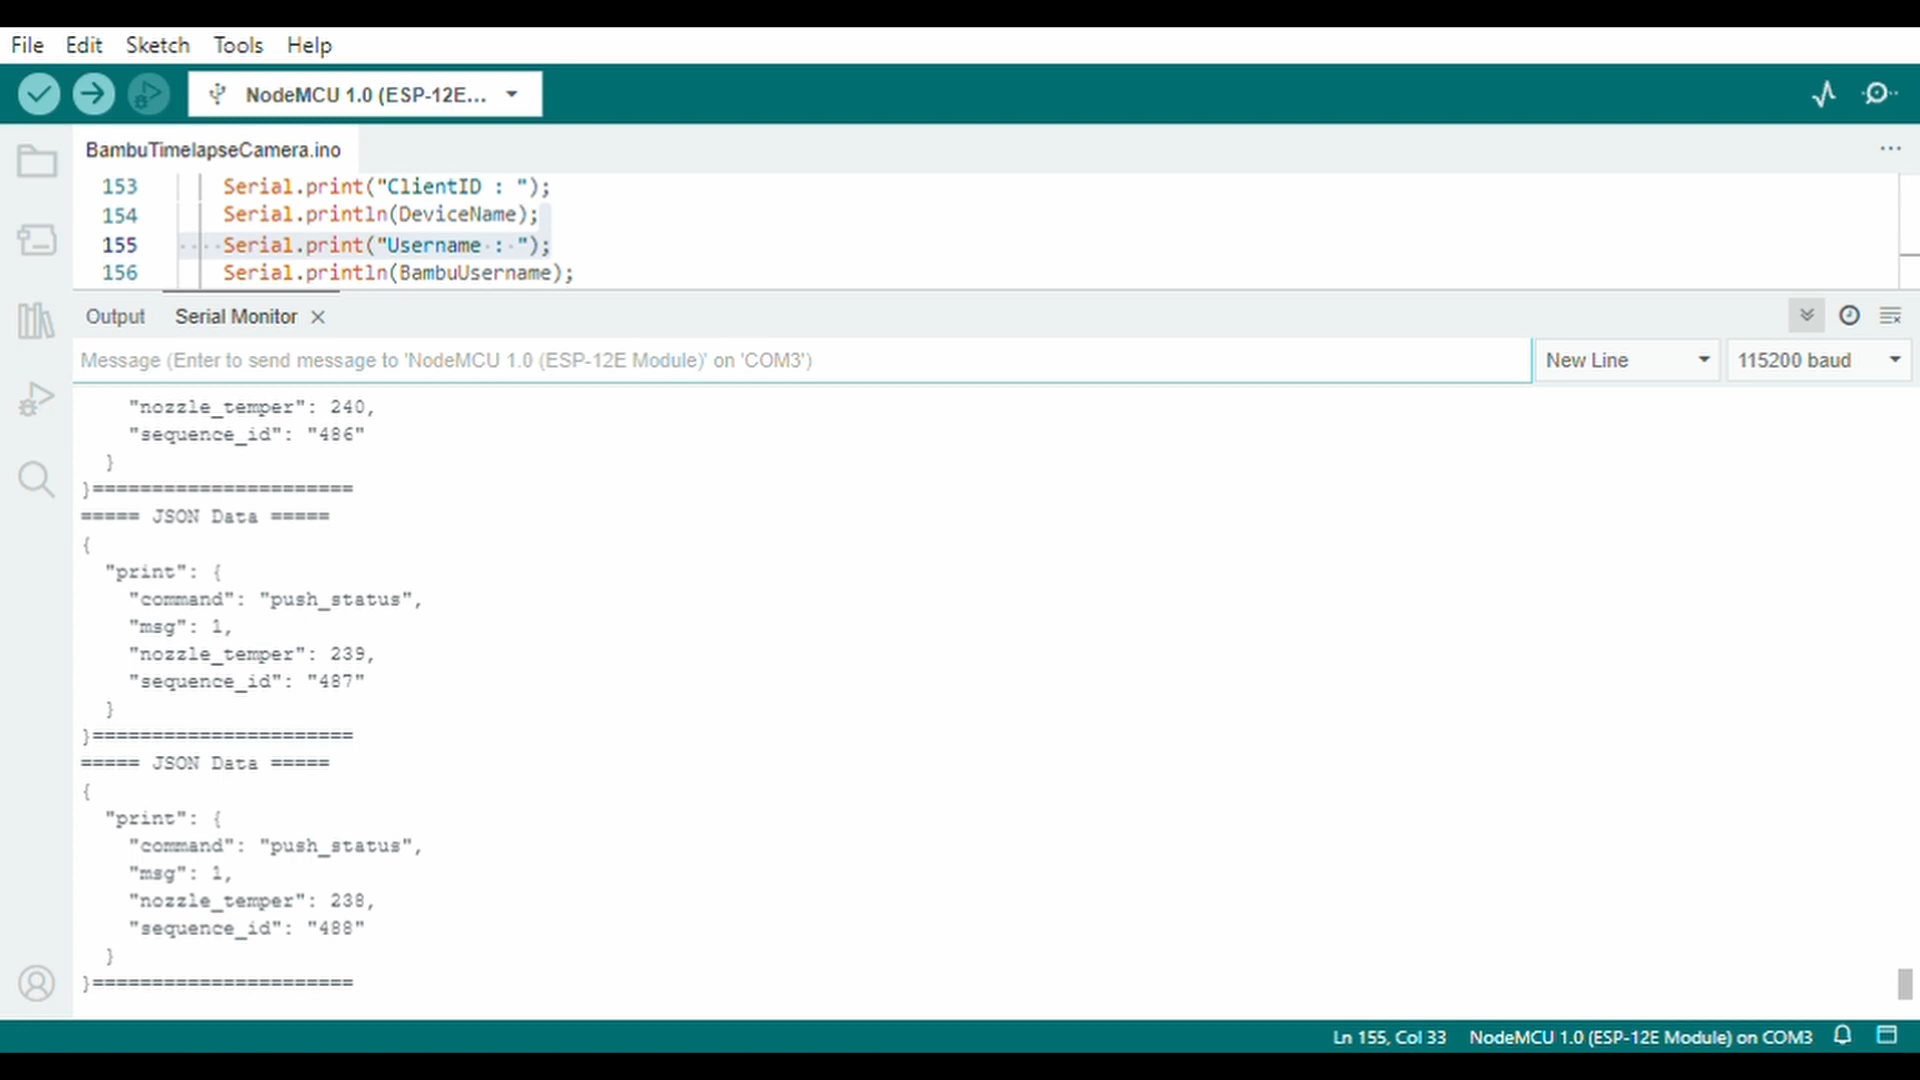 File Edit Sketch Tools Help
NodeMCU 1.0 (ESP-12E...
BambuTimelapseCamera.ino
153 Serial.print("ClientID : ");
154 Serial.println(DeviceName);
155 ····Serial.print("Username·:·");
156 Serial.println(BambuUsername);
Output Serial Monitor
Message (Enter to send message to 'NodeMCU 1.0 (ESP-12E Module)' on 'COM3')
New Line
115200 baud
"nozzle_temper": 240,
"sequence_id": "486"
}
}======================
===== JSON Data =====
{
"print": {
"command": "push_status",
"msg": 1,
"nozzle_temper": 239,
"sequence_id": "487"
}
}======================
===== JSON Data =====
{
"print": {
"command": "push_status",
"msg": 1,
"nozzle_temper": 238,
"sequence_id": "488"
}
}======================
Ln 155, Col 33 NodeMCU 1.0 (ESP-12E Module) on COM3